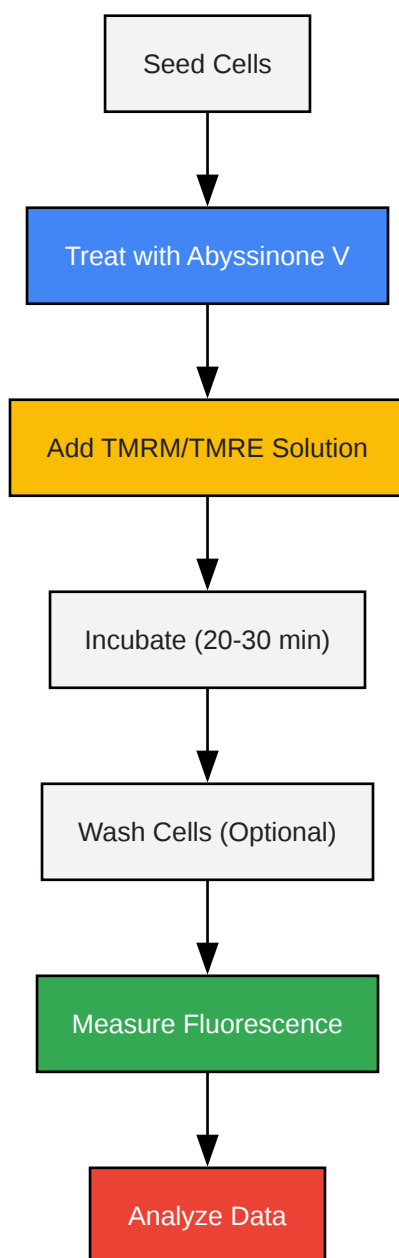 Seed Cells
Treat with Abyssinone V
Add TMRM/TMRE Solution
Incubate (20-30 min)
Wash Cells (Optional)
Measure Fluorescence
Analyze Data